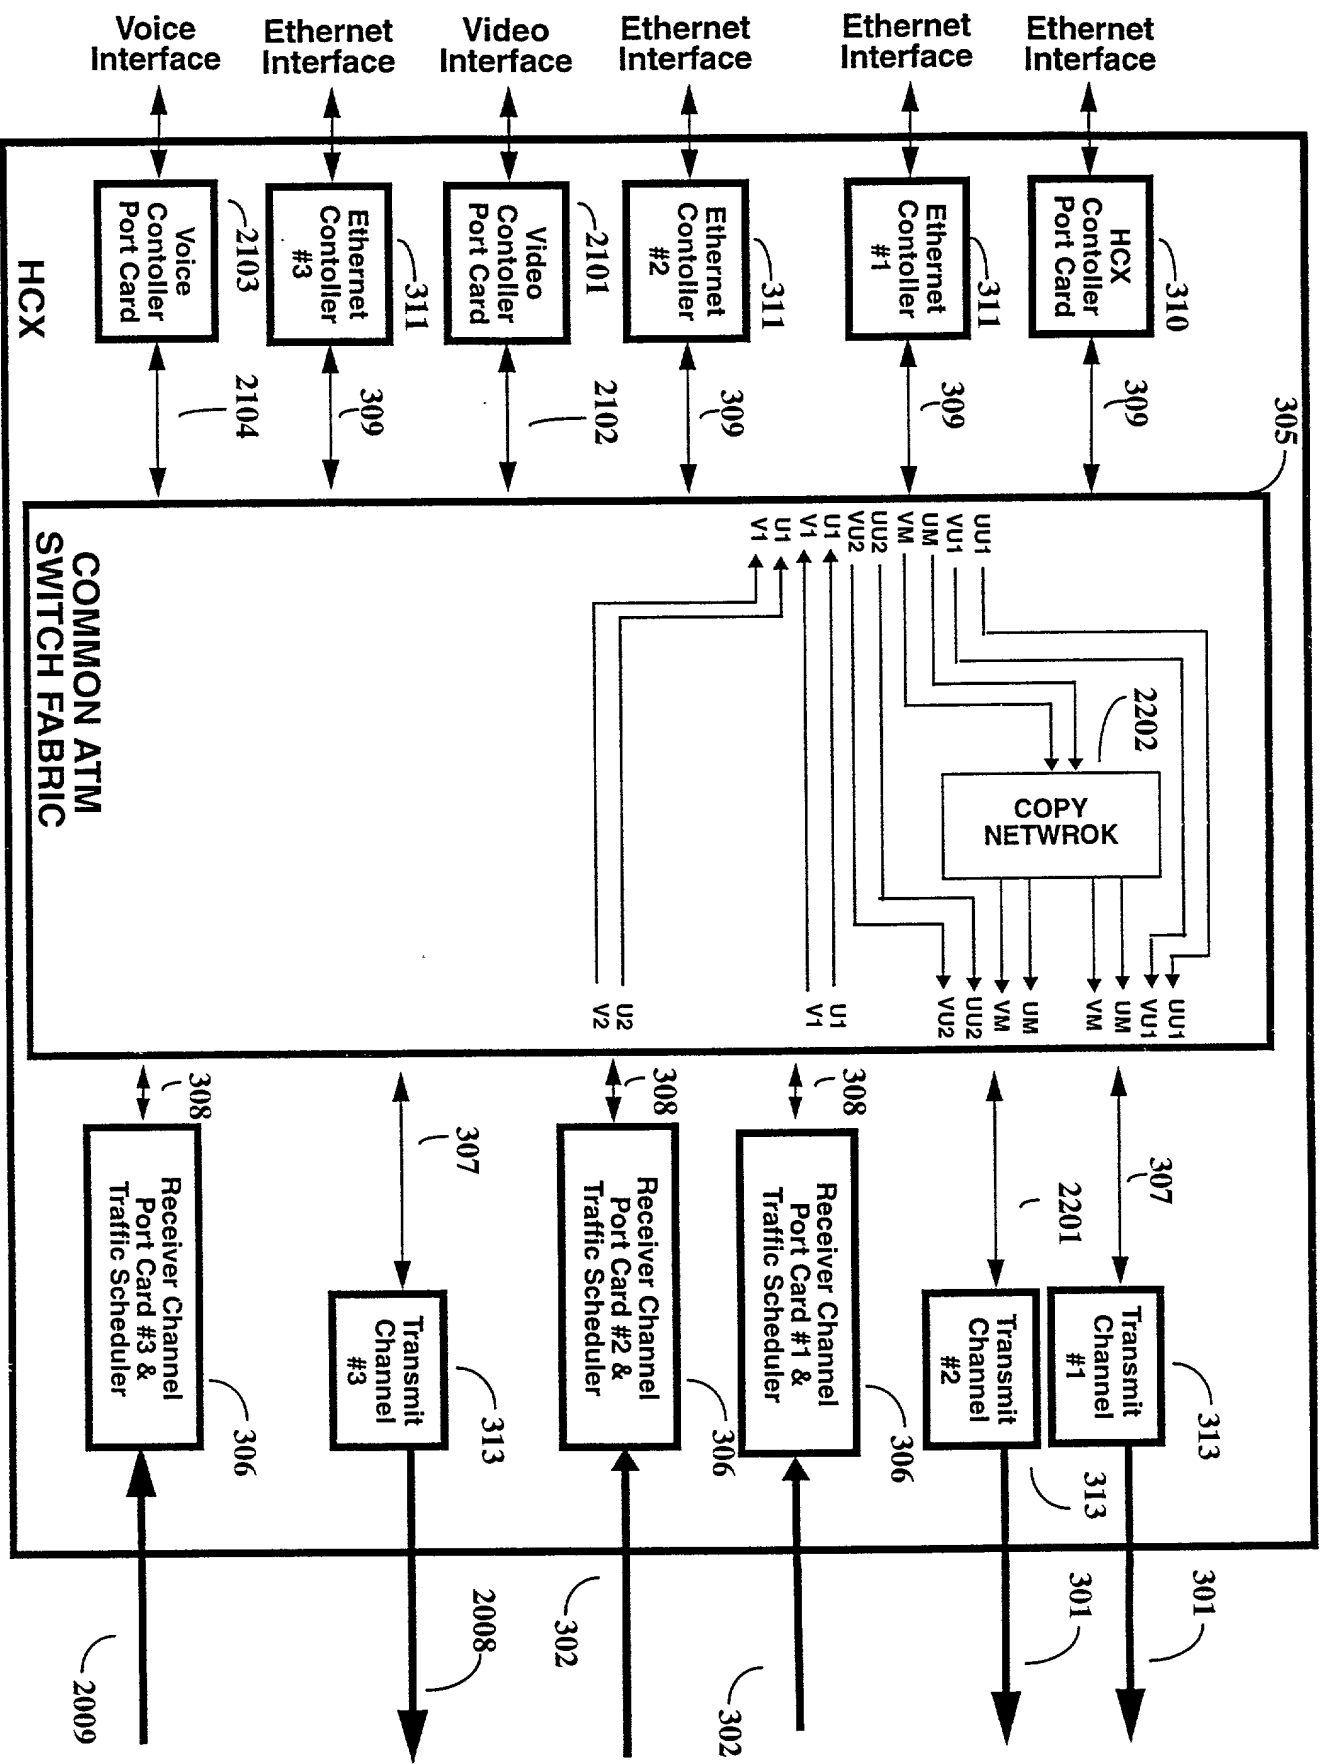 Voice
Interface
Ethernet
Interface
Video
Interface
Ethernet
Interface
Ethernet
Interface
Ethernet
Interface
HCX
Contoller
Port Card
310
309
Ethernet
Contoller
#1
311
309
Ethernet
Contoller
#2
311
309
Video
Contoller
Port Card
2101
2102
Ethernet
Contoller
#3
311
309
Voice
Contoller
Port Card
2103
2104
HCX
305
UU1
VU1
UM
VM
UU2
VU2
U1
V1
U1
V1
2202
COPY
NETWROK
UU1
VU1
UM
VM
UM
VM
UU2
VU2
U1
V1
U2
V2
COMMON ATM
SWITCH FABRIC
307
2201
308
308
307
308
Transmit
Channel
#1
313
301
Transmit
Channel
#2
313
301
Receiver Channel
Port Card #1 &
Traffic Scheduler
306
302
Receiver Channel
Port Card #2 &
Traffic Scheduler
306
302
Transmit
Channel
#3
313
2008
Receiver Channel
Port Card #3 &
Traffic Scheduler
306
2009